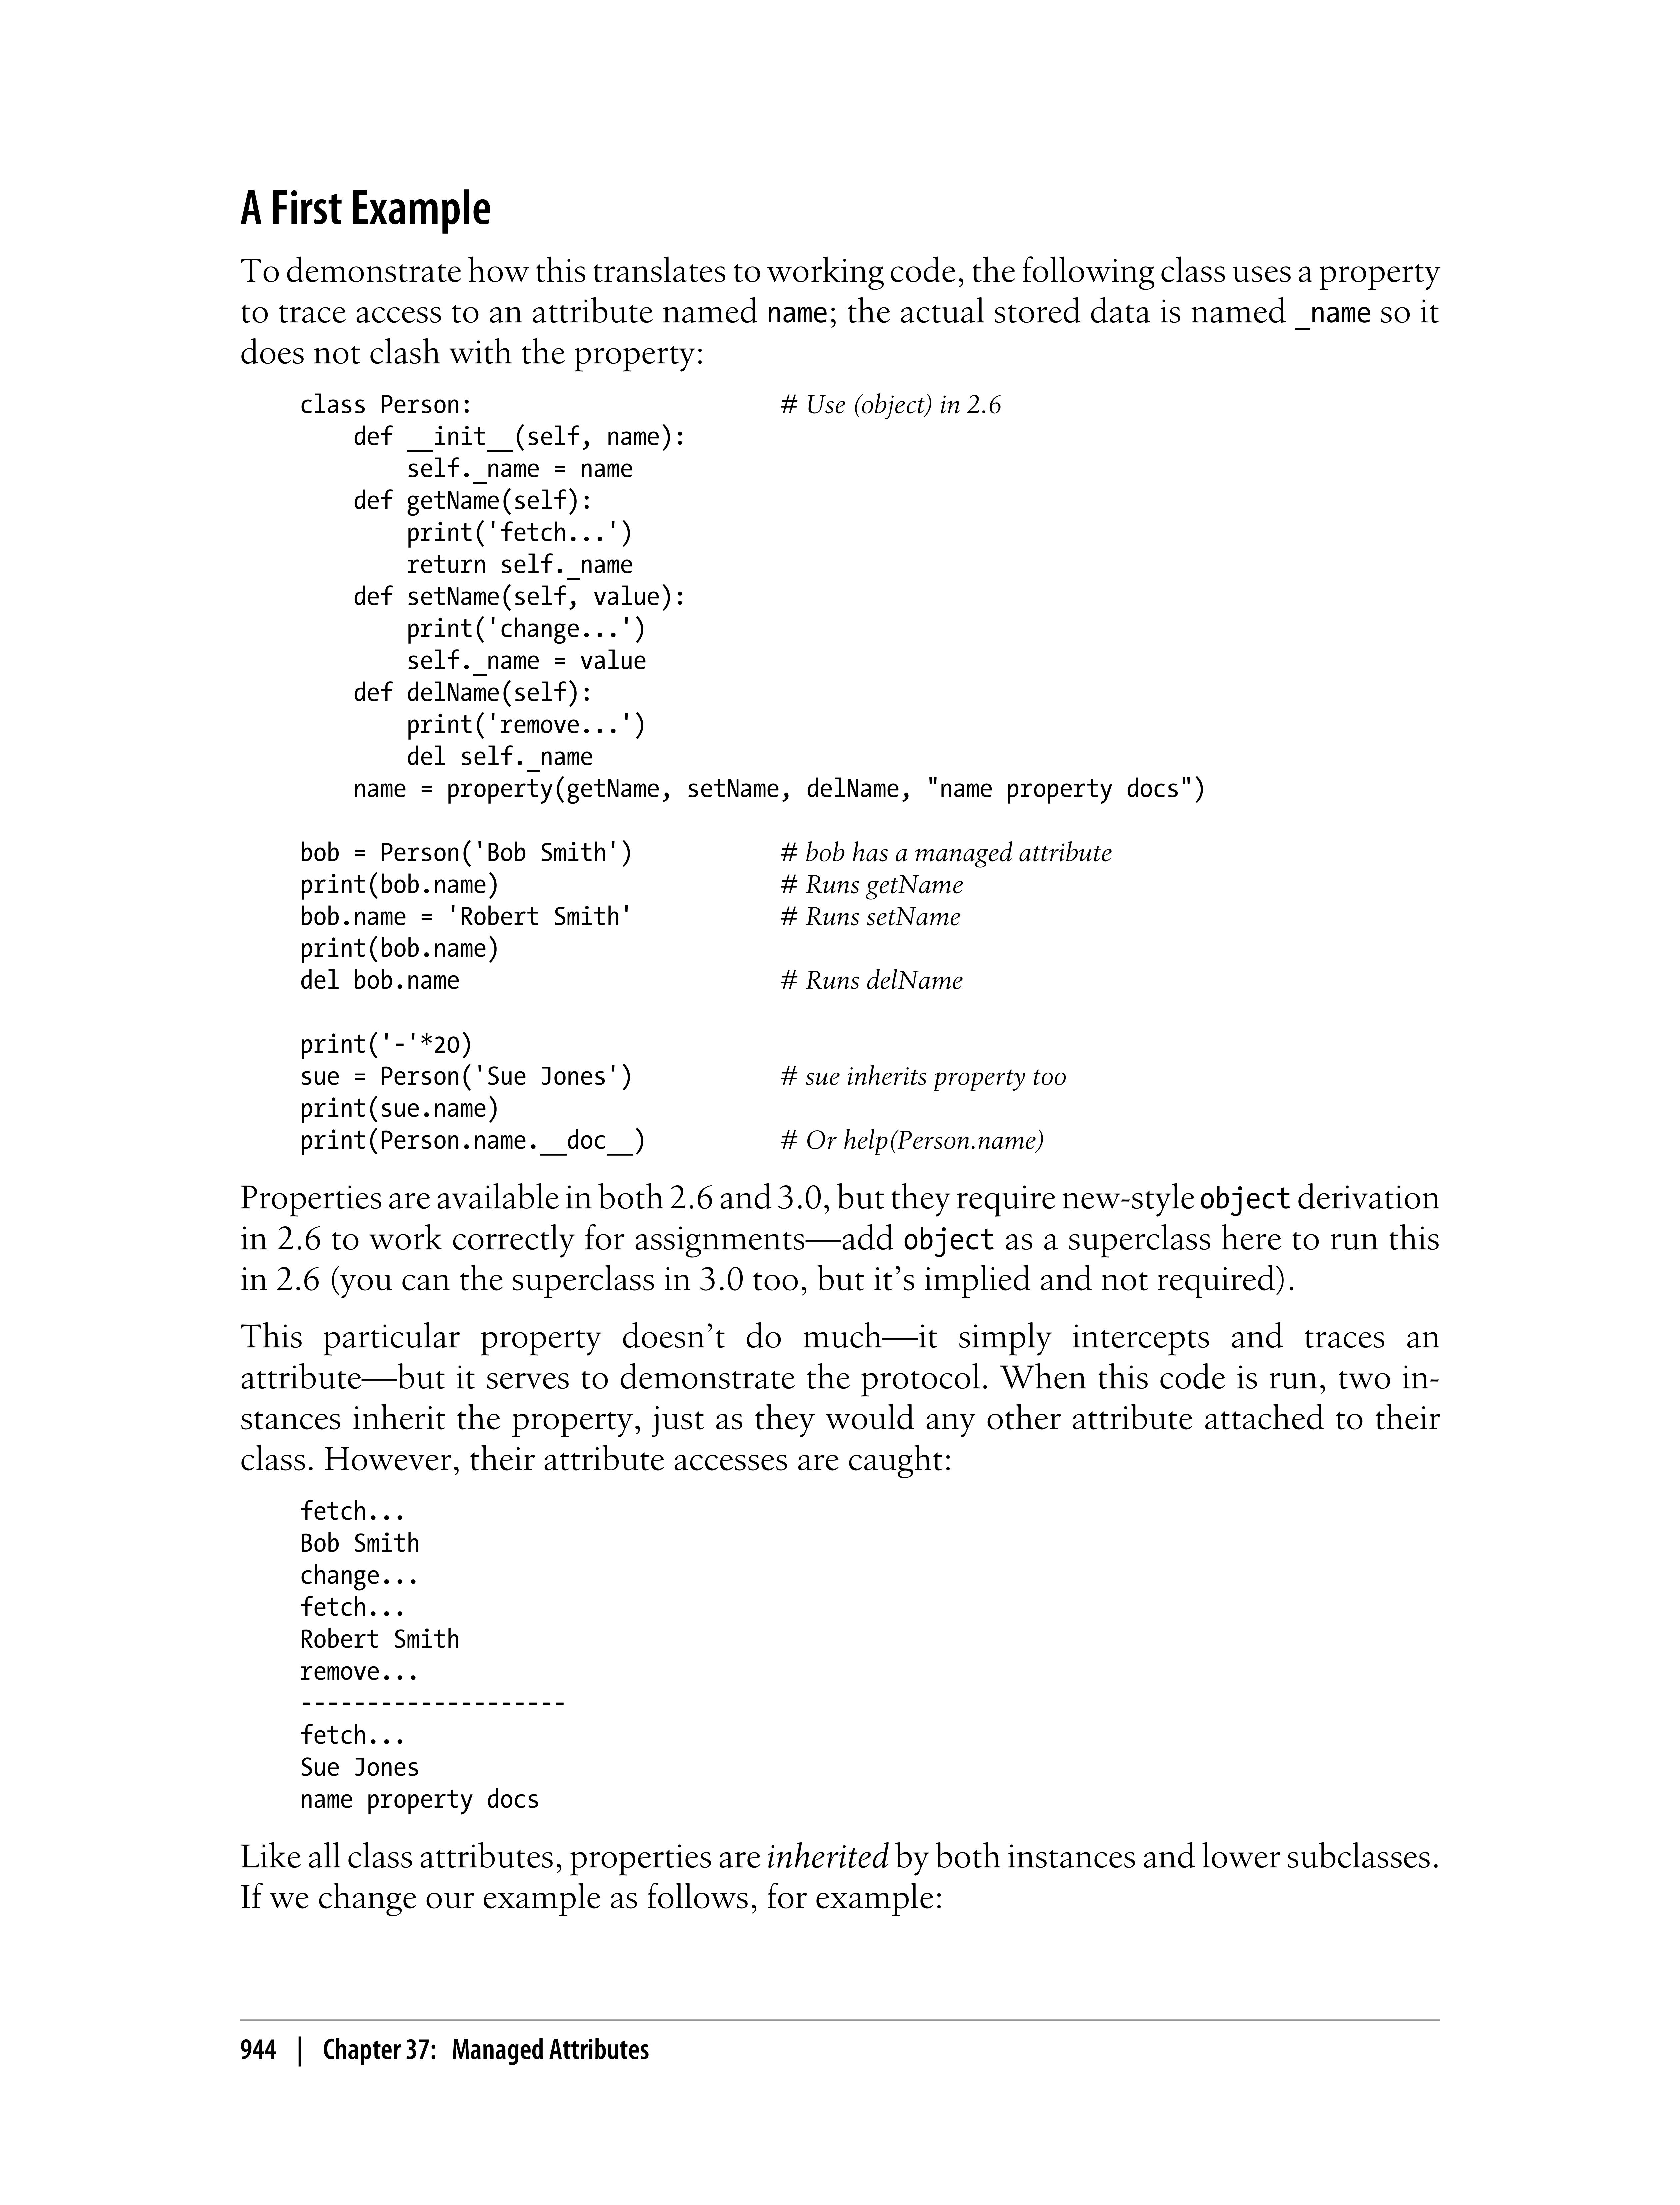 A First Example
To demonstrate how this translates to working code, the following class uses a property
to trace access to an attribute named name; the actual stored data is named _name so it
does not clash with the property:
class Person:                       # Use (object) in 2.6
    def __init__(self, name):
        self._name = name
    def getName(self):
        print('fetch...')
        return self._name
    def setName(self, value):
        print('change...')
        self._name = value
    def delName(self):
        print('remove...')
        del self._name
    name = property(getName, setName, delName, "name property docs")
bob = Person('Bob Smith')           # bob has a managed attribute
print(bob.name)                     # Runs getName
bob.name = 'Robert Smith'           # Runs setName
print(bob.name)
del bob.name                        # Runs delName
print('-'*20)
sue = Person('Sue Jones')           # sue inherits property too
print(sue.name)
print(Person.name.__doc__)          # Or help(Person.name)
Properties are available in both 2.6 and 3.0, but they require new-style object derivation
in 2.6 to work correctly for assignments—add object as a superclass here to run this
in 2.6 (you can the superclass in 3.0 too, but it's implied and not required).
This particular property doesn't do much—it simply intercepts and traces an
attribute—but it serves to demonstrate the protocol. When this code is run, two in-
stances inherit the property, just as they would any other attribute attached to their
class. However, their attribute accesses are caught:
fetch...
Bob Smith
change...
fetch...
Robert Smith
remove...
--------------------
fetch...
Sue Jones
name property docs
Like all class attributes, properties are inherited by both instances and lower subclasses.
If we change our example as follows, for example:
944 | Chapter 37: Managed Attributes